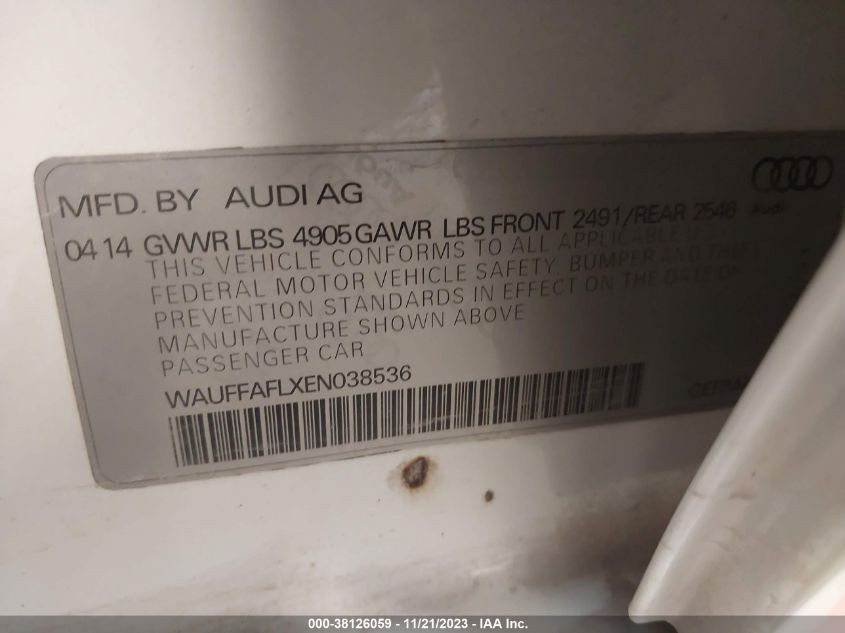 MFD. BY AUDI AG
04 14 GVWR LBS 4905 GAWR LBS FRONT 2491/REAR 2546
Audi
THIS VEHICLE CONFORMS TO ALL APPLICABLE U.S.
FEDERAL MOTOR VEHICLE SAFETY, BUMPER AND THEFT
PREVENTION STANDARDS IN EFFECT ON THE DATE OF
MANUFACTURE SHOWN ABOVE
PASSENGER CAR
WAUFFAFLXEN038536
000-38126059 - 11/21/2023 - IAA Inc.